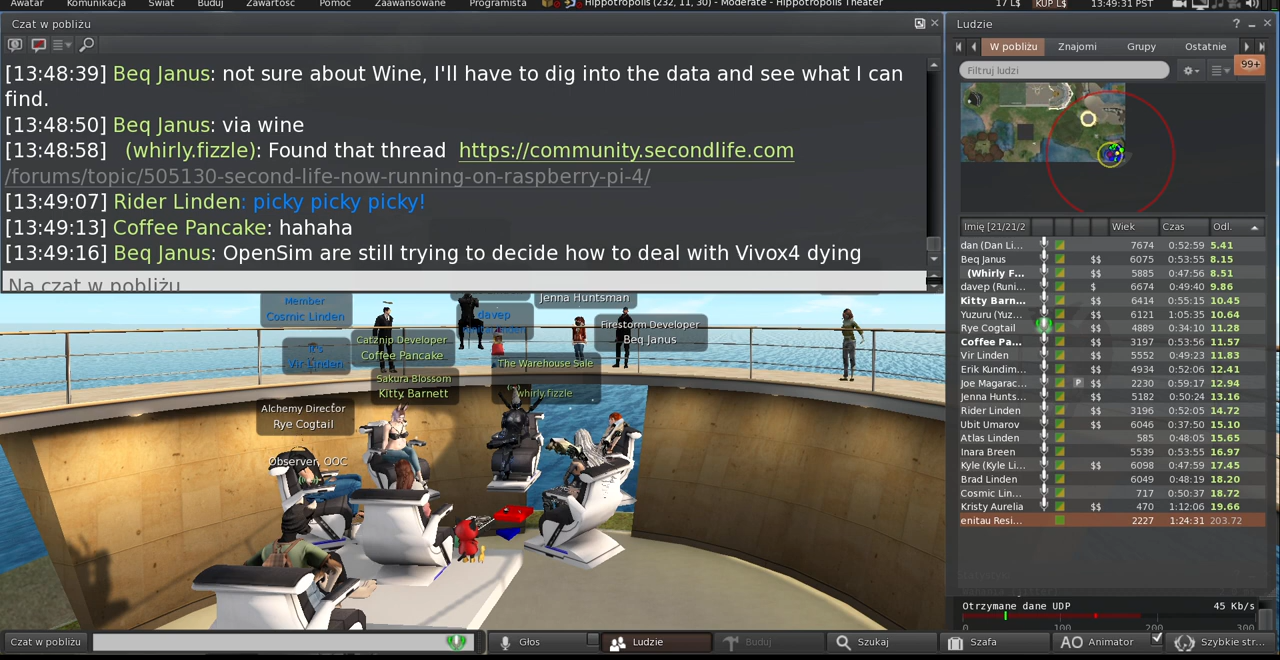 Awatar Komunikacja Świat Buduj Zawartość Pomoc Zaawansowane Programista Hippotropolis (232, 11, 30) - Moderate - Hippotropolis Theater 17 L$ KUP L$ 13:49:31 PST
Czat w pobliżu
[13:48:39] Beq Janus: not sure about Wine, I'll have to dig into the data and see what I can
find.
[13:48:50] Beq Janus: via wine
[13:48:58] (whirly.fizzle): Found that thread https://community.secondlife.com
/forums/topic/505130-second-life-now-running-on-raspberry-pi-4/
[13:49:07] Rider Linden: picky picky picky!
[13:49:13] Coffee Pancake: hahaha
[13:49:16] Beq Janus: OpenSim are still trying to decide how to deal with Vivox4 dying
Na czat w pobliżu
Member
Cosmic Linden
davep
Jenna Huntsman
Firestorm Developer
Beq Janus
It's
Vir Linden
Catznip Developer
Coffee Pancake
The Warehouse Sale
whirly.fizzle
Sakura Blossom
Kitty Barnett
Alchemy Director
Rye Cogtail
Observer, OOC
Ludzie
W pobliżu Znajomi Grupy Ostatnie
Filtruj ludzi
99+
Imię [21/21/2 Wiek Czas Odl.
dan (Dan Li... 7674 0:52:59 5.41
Beq Janus $$ 6075 0:53:55 8.15
(Whirly F... $$ 5885 0:47:56 8.51
davep (Runi... $ 6674 0:49:40 9.86
Kitty Barn... $$ 6414 0:55:15 10.45
Yuzuru (Yuz... $$ 6121 1:05:35 10.64
Rye Cogtail $$ 4889 0:34:10 11.28
Coffee Pa... $$ 3197 0:53:56 11.57
Vir Linden $$ 5552 0:49:23 11.83
Erik Kundim... $$ 4934 0:52:06 12.41
Joe Magarac... P $$ 2230 0:59:17 12.94
Jenna Hunts... $$ 5182 0:50:24 13.16
Rider Linden $$ 3196 0:52:05 14.72
Ubit Umarov $$ 6046 0:37:50 15.10
Atlas Linden 585 0:48:05 15.65
Inara Breen 5539 0:53:55 16.97
Kyle (Kyle Li... $$ 6098 0:47:59 17.45
Brad Linden 6049 0:48:19 18.20
Cosmic Lin... 717 0:50:37 18.72
Kristy Aurelia $$ 470 1:12:06 19.66
enitau Resi... 2227 1:24:31 203.72
Otrzymane dane UDP 45 Kb/s
0 100 200 300
Czat w pobliżu Głos Ludzie Buduj Szukaj Szafa AO Animator Szybkie str...